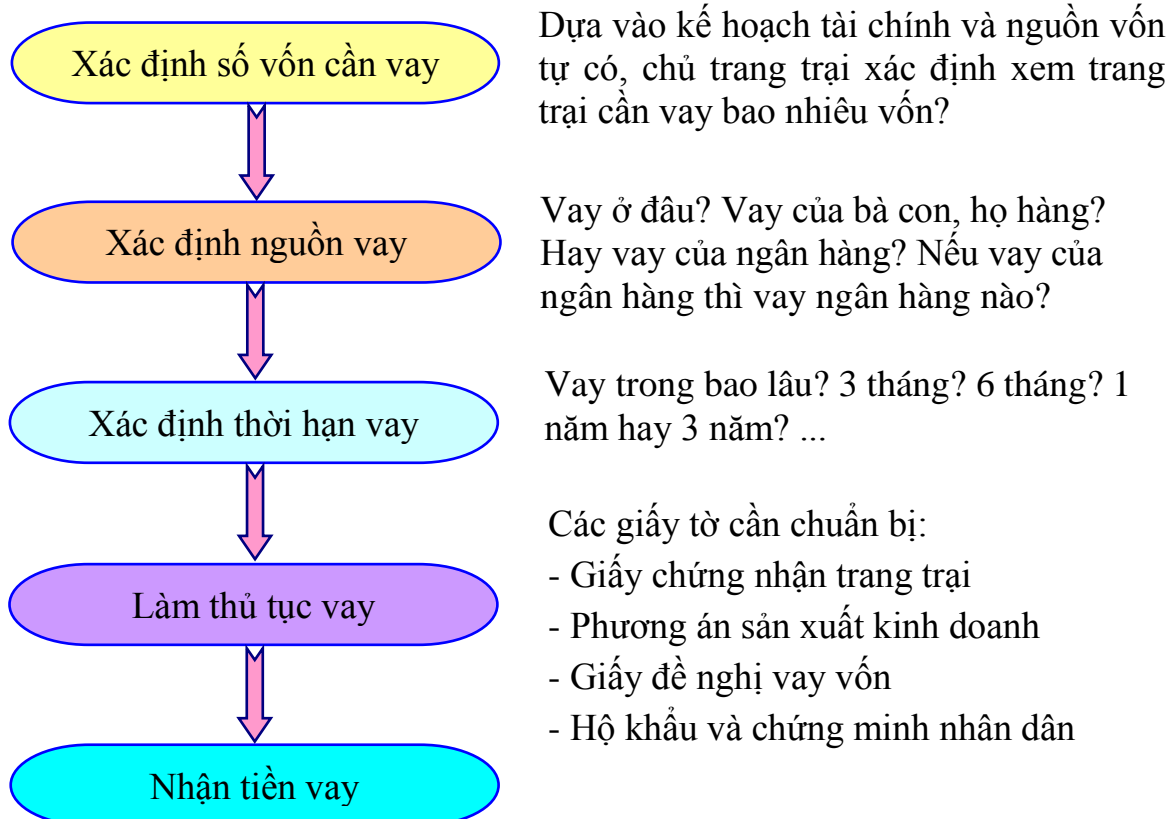 Xác định số vốn cần vay
Dựa vào kế hoạch tài chính và nguồn vốn
tự có, chủ trang trại xác định xem trang
trại cần vay bao nhiêu vốn?
Xác định nguồn vay
Vay ở đâu? Vay của bà con, họ hàng?
Hay vay của ngân hàng? Nếu vay của
ngân hàng thì vay ngân hàng nào?
Xác định thời hạn vay
Vay trong bao lâu? 3 tháng? 6 tháng? 1
năm hay 3 năm? ...
Làm thủ tục vay
Các giấy tờ cần chuẩn bị:
- Giấy chứng nhận trang trại
- Phương án sản xuất kinh doanh
- Giấy đề nghị vay vốn
- Hộ khẩu và chứng minh nhân dân
Nhận tiền vay